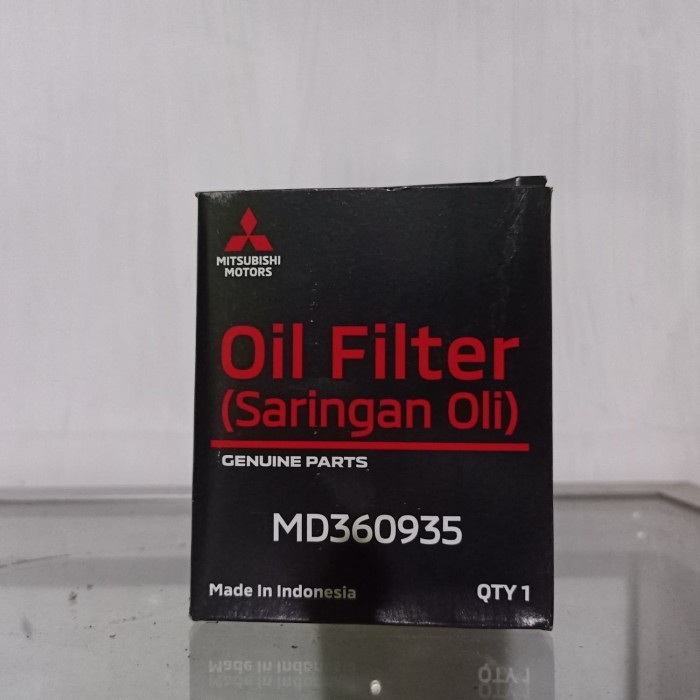 MITSUBISHI
MOTORS
Oil Filter
(Saringan Oli)
GENUINE PARTS
MD360935
Made In Indonesia
QTY 1